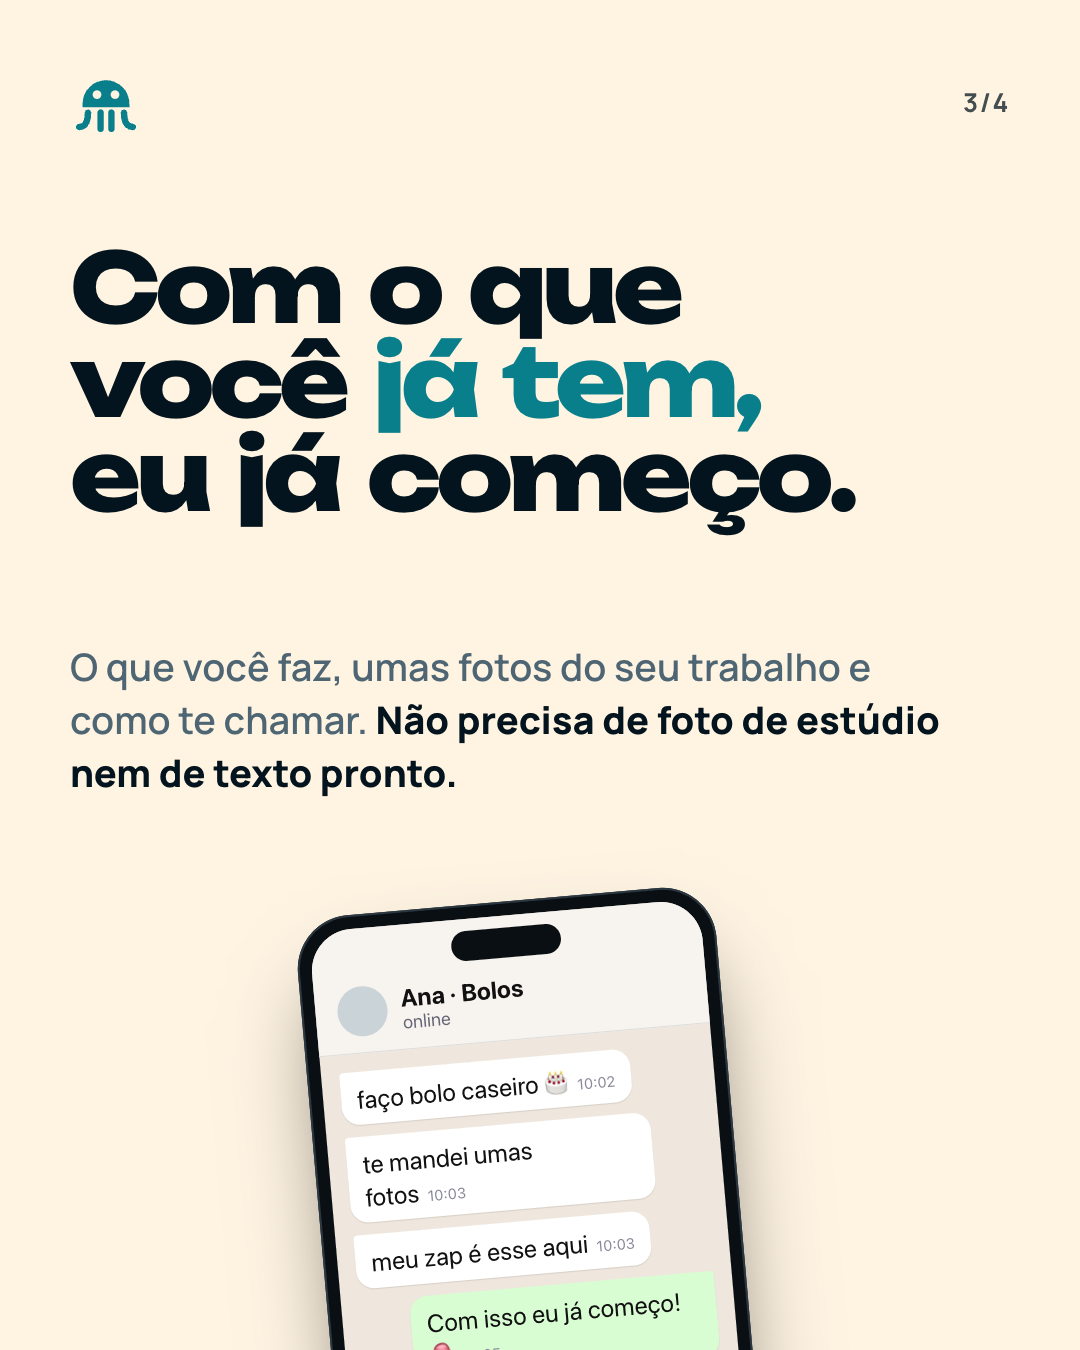 3/4
Com o que
você já tem,
eu já começo.
O que você faz, umas fotos do seu trabalho e
como te chamar. Não precisa de foto de estúdio
nem de texto pronto.
Ana · Bolos
online
faço bolo caseiro 🎂 10:02
te mandei umas
fotos 10:03
meu zap é esse aqui 10:03
Com isso eu já começo!